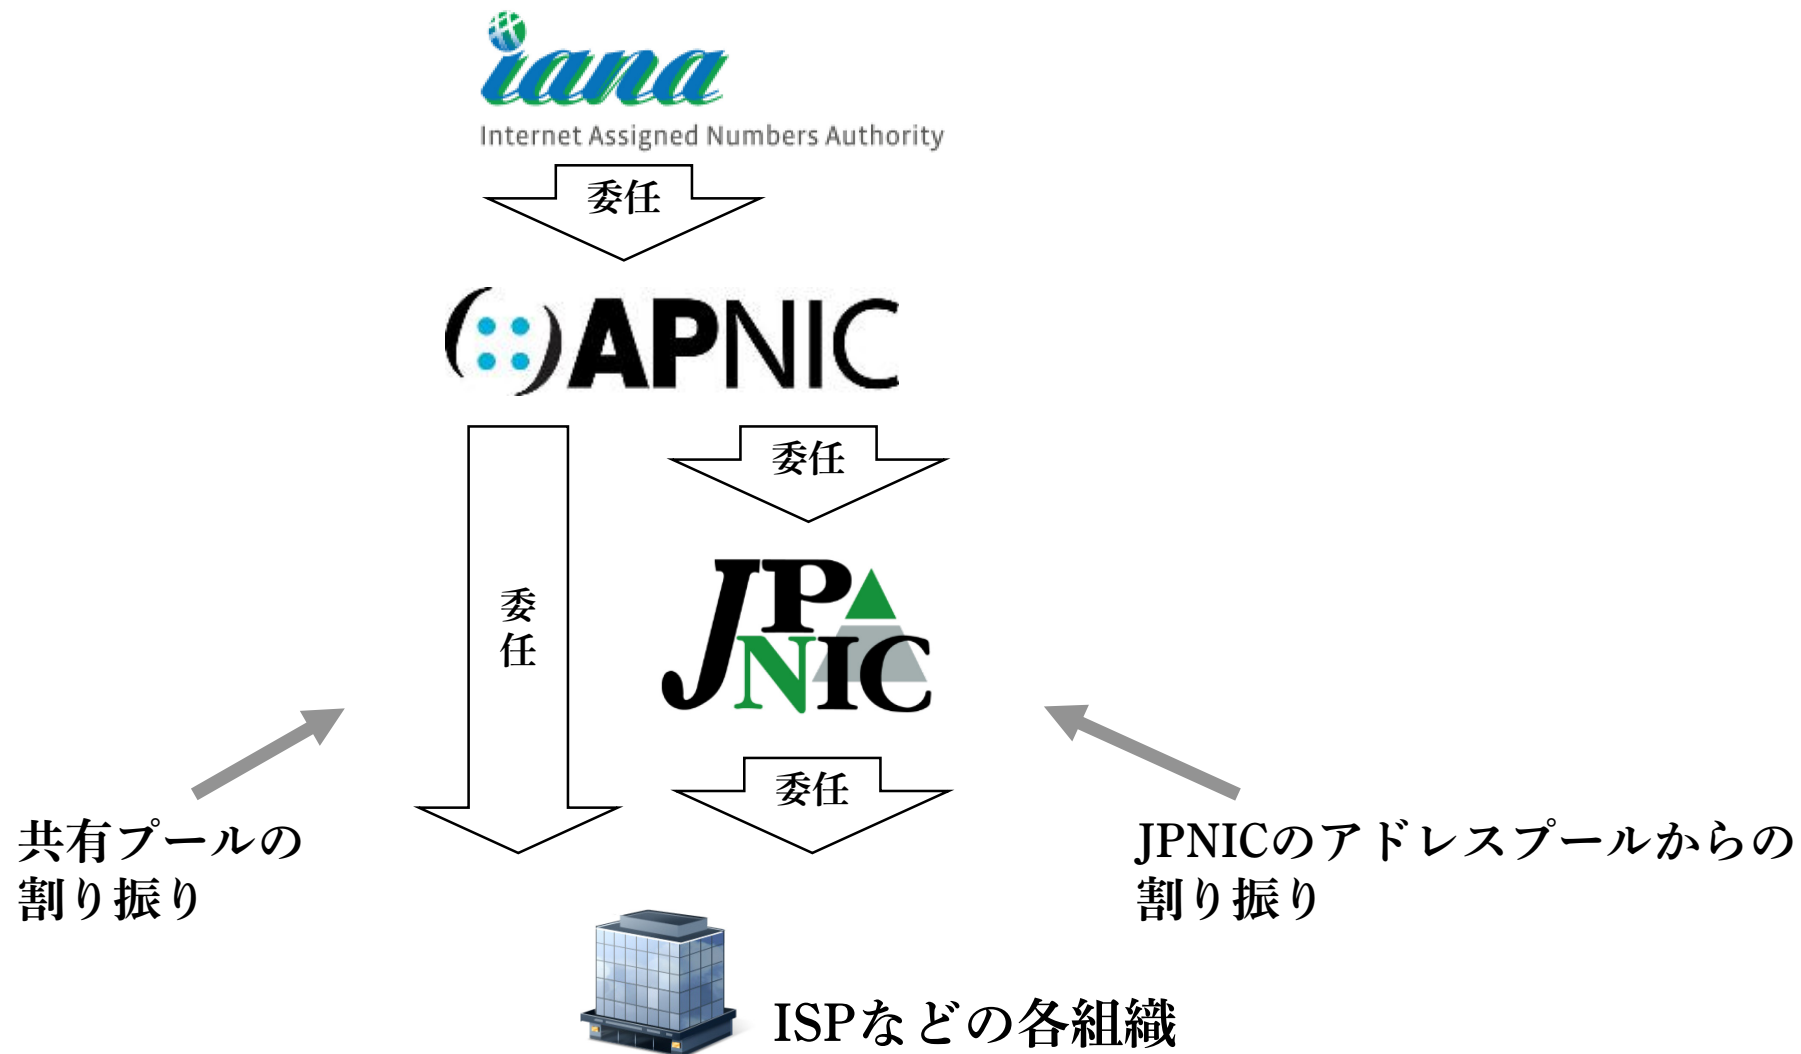 iana
Internet Assigned Numbers Authority
委任
APNIC
委任
委任
JPNIC
委任
共有プールの
割り振り
JPNICのアドレスプールからの
割り振り
ISPなどの各組織